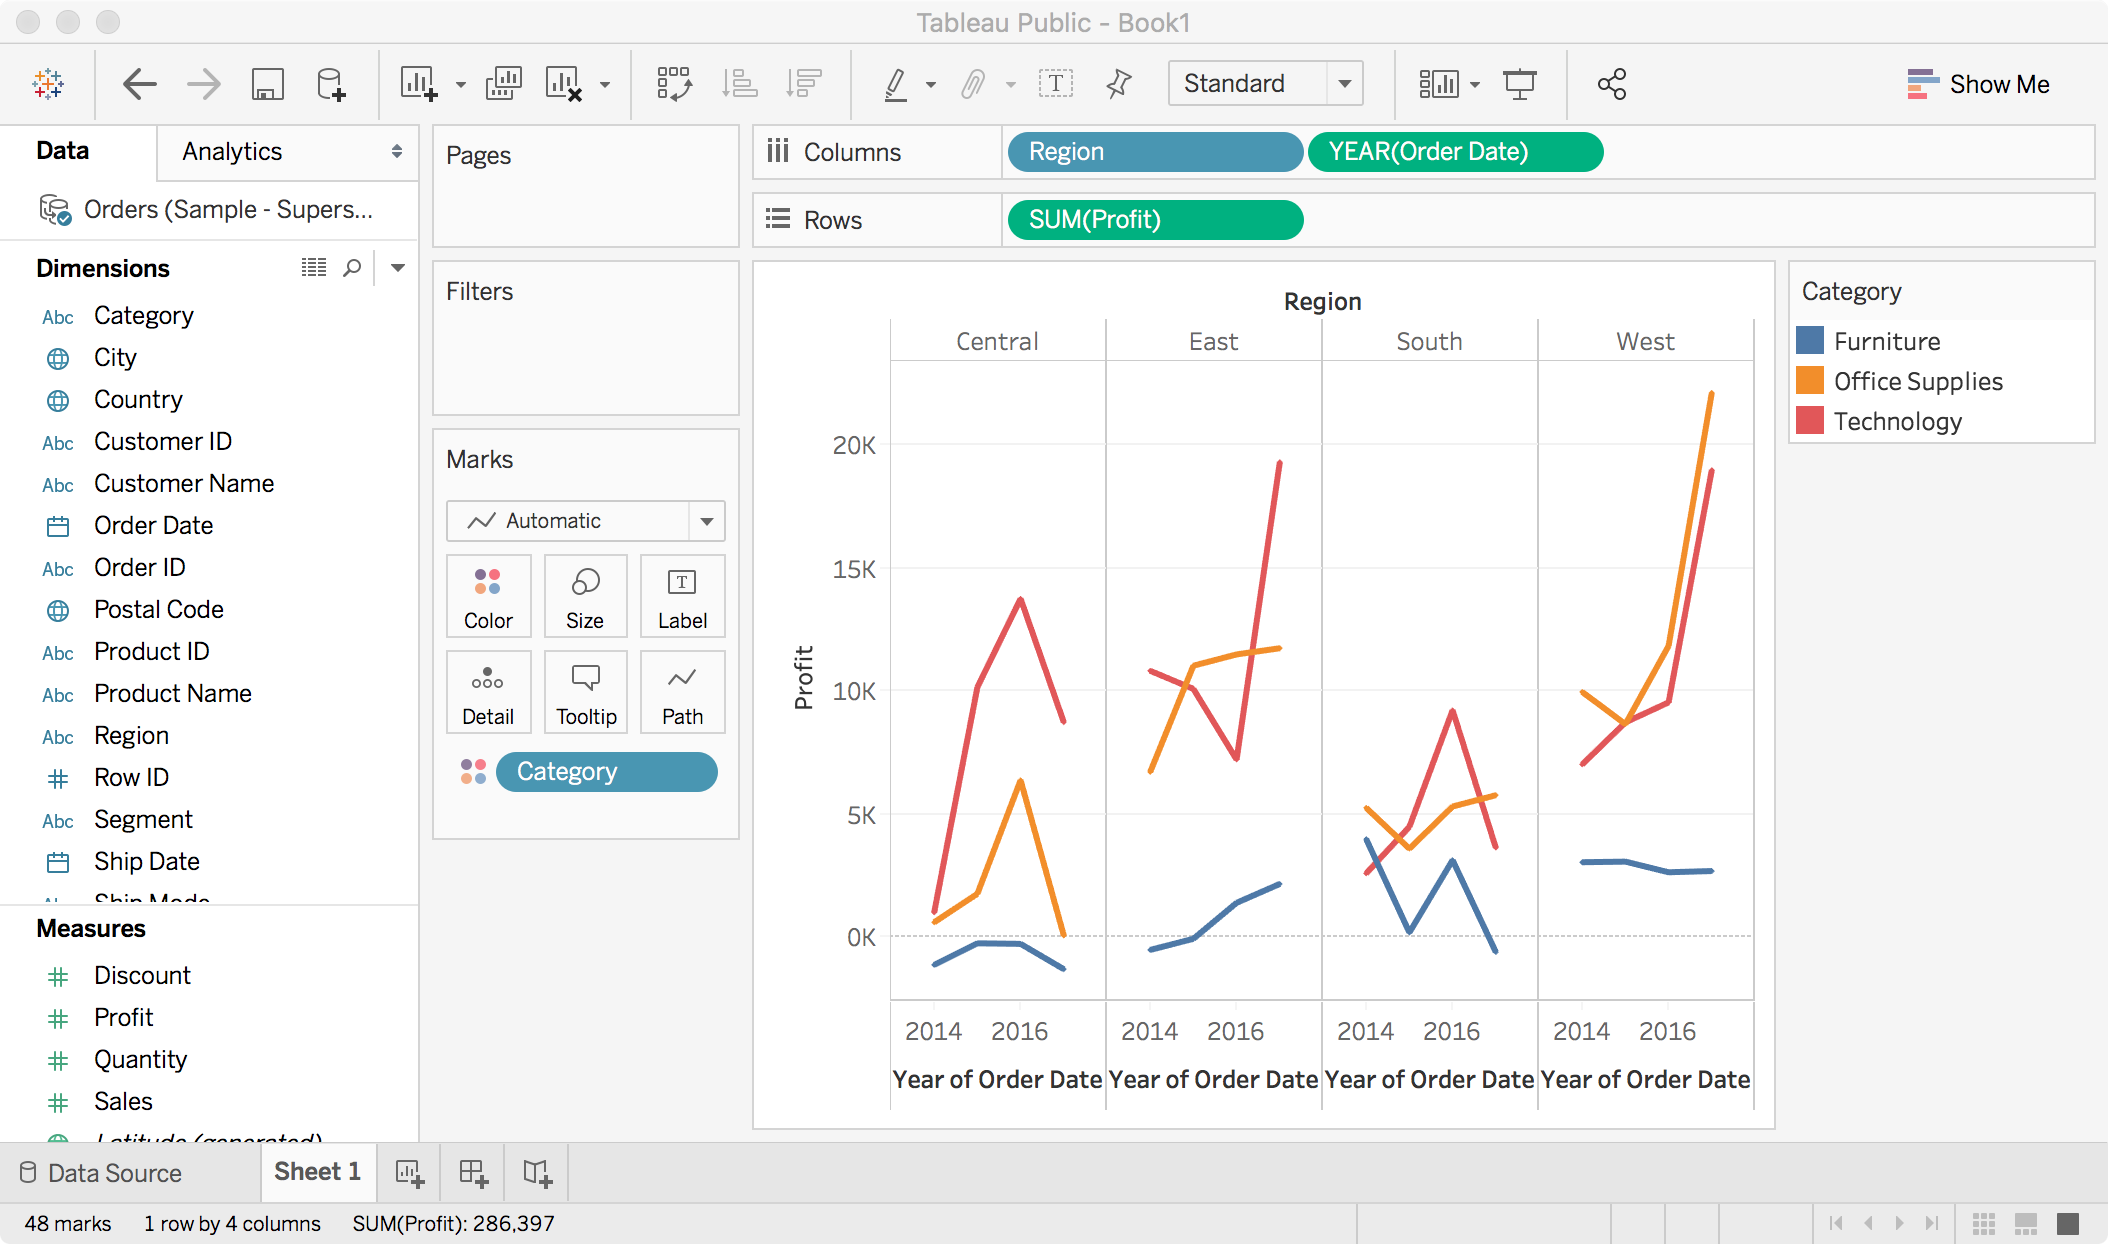 Tableau Public - Book1
Standard
Show Me
Data
Analytics
Orders (Sample - Supers...
Dimensions
Abc Category
City
Country
Abc Customer ID
Abc Customer Name
Order Date
Abc Order ID
Postal Code
Abc Product ID
Abc Product Name
Abc Region
Row ID
Abc Segment
Ship Date
Ship Mode
Measures
Discount
Profit
Quantity
Sales
Latitude (generated)
Pages
Filters
Marks
Automatic
Color Size Label
Detail Tooltip Path
Category
Columns Region YEAR(Order Date)
Rows SUM(Profit)
Region
Central East South West
Profit
20K
15K
10K
5K
0K
2014 2016 2014 2016 2014 2016 2014 2016
Year of Order Date Year of Order Date Year of Order Date Year of Order Date
Category
Furniture
Office Supplies
Technology
Data Source Sheet 1
48 marks 1 row by 4 columns SUM(Profit): 286,397